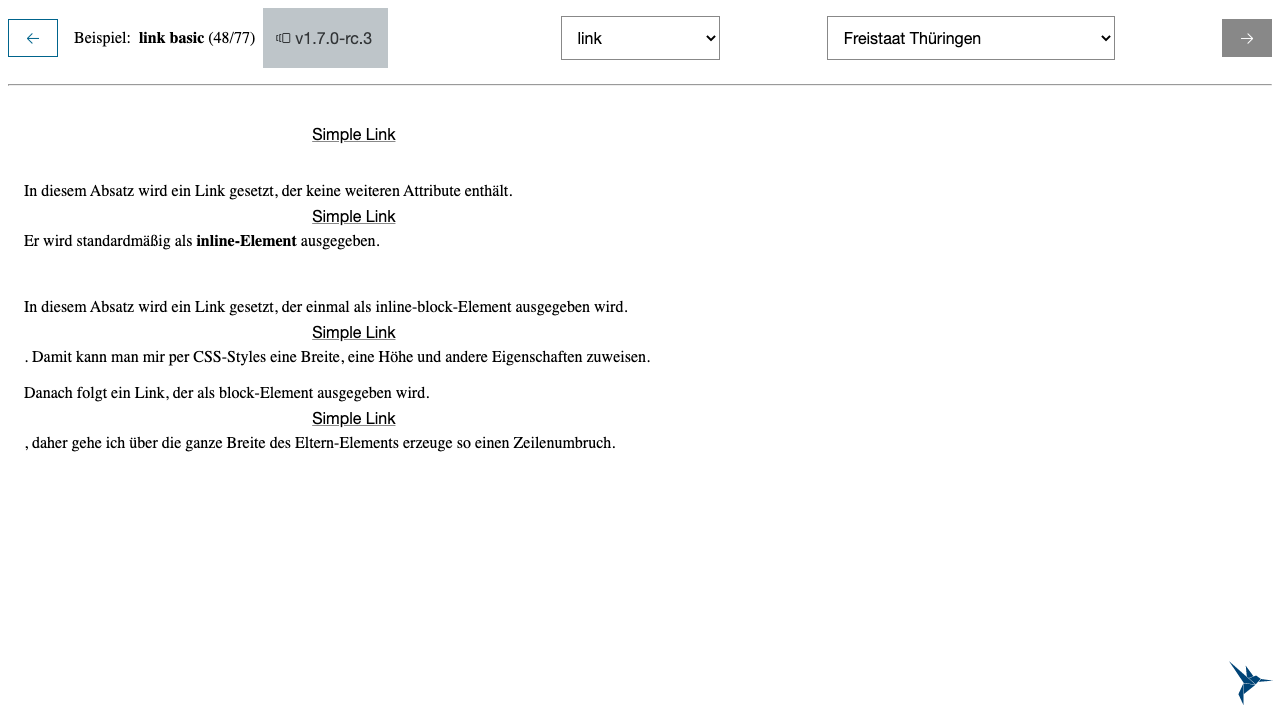 Beispiel: link basic (48/77) v1.7.0-rc.3 link Freistaat Thüringen
Simple Link
In diesem Absatz wird ein Link gesetzt, der keine weiteren Attribute enthält.
Simple Link
Er wird standardmäßig als inline-Element ausgegeben.
In diesem Absatz wird ein Link gesetzt, der einmal als inline-block-Element ausgegeben wird.
Simple Link
. Damit kann man mir per CSS-Styles eine Breite, eine Höhe und andere Eigenschaften zuweisen.
Danach folgt ein Link, der als block-Element ausgegeben wird.
Simple Link
, daher gehe ich über die ganze Breite des Eltern-Elements erzeuge so einen Zeilenumbruch.